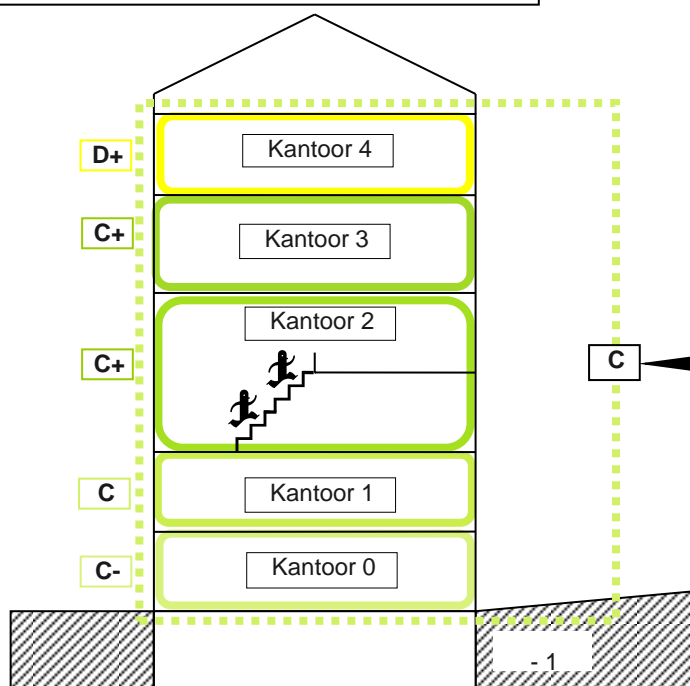 D+
Kantoor 4
C+
Kantoor 3
Kantoor 2
C+
C
C
Kantoor 1
C-
Kantoor 0
- 1